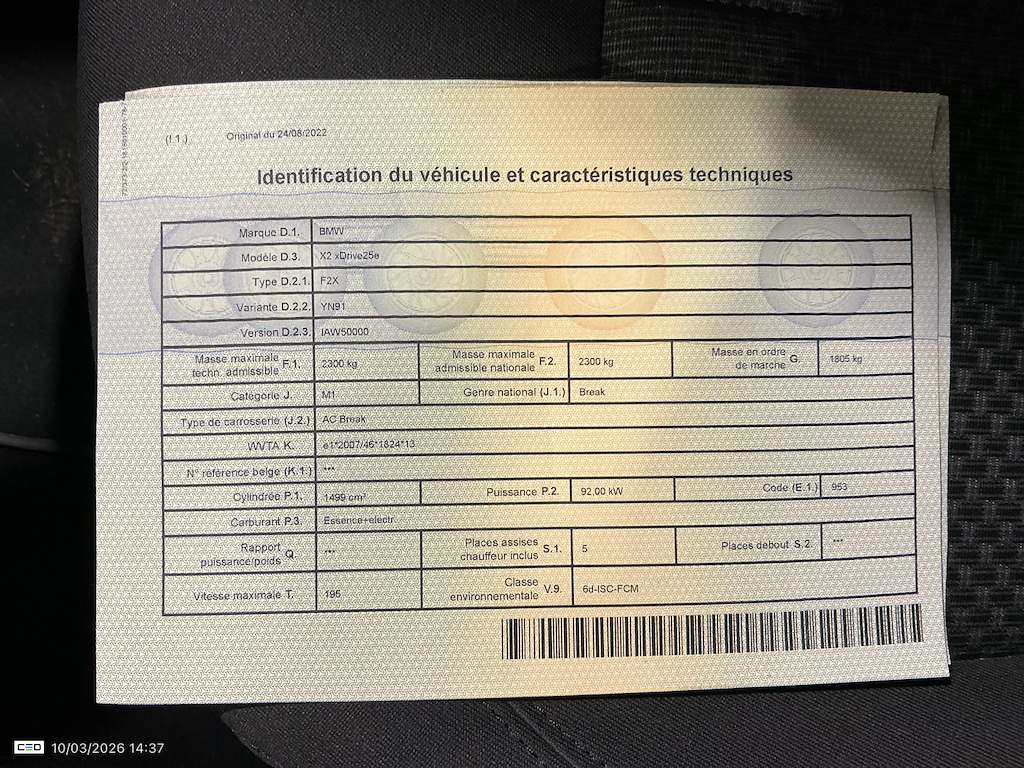 (I 1.) Original du 24/08/2022
Identification du véhicule et caractéristiques techniques
Marque D.1. BMW
Modèle D.3. X2 xDrive25e
Type D.2.1. F2X
Variante D.2.2. YN91
Version D.2.3. IAW50000
Masse maximale techn. admissible F.1. 2300 kg Masse maximale admissible nationale F.2. 2300 kg Masse en ordre de marche G. 1805 kg
Catégorie J. M1 Genre national (J.1.) Break
Type de carrosserie (J.2.) AC Break
WVTA K. e1*2007/46*1824*13
N° référence belge (K.1.) ***
Cylindrée P.1. 1499 cm³ Puissance P.2. 92,00 kW Code (E.1.) 953
Carburant P.3. Essence+electr.
Rapport puissance/poids Q. *** Places assises chauffeur inclus S.1. 5 Places debout S.2. ***
Vitesse maximale T. 195 Classe environnementale V.9. 6d-ISC-FCM
CEO 10/03/2026 14:37